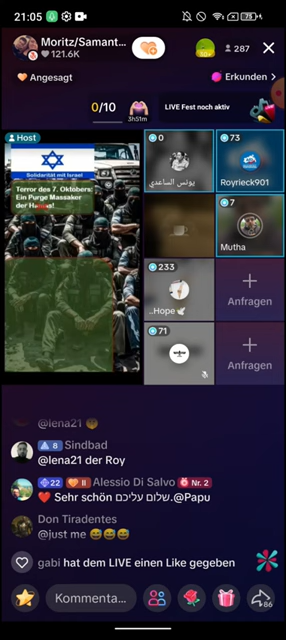 21:05
75
Moritz/Samant...
121.6K
30+
287
Angesagt
Erkunden
0/10
3h51m
LIVE Fest noch aktiv
Host
Solidarität mit Israel
Terror des 7. Oktobers:
Ein Purge Massaker
der Hamas!
0
يونس الساعدي
73
Royrieck901
7
Mutha
233
..Hope
Anfragen
71
Anfragen
@lena21
8 Sindbad
@lena21 der Roy
22 II Alessio Di Salvo Nr. 2
Sehr schön שלום עליכם.@Papu
Don Tiradentes
@just me
gabi hat dem LIVE einen Like gegeben
Kommenta...
86